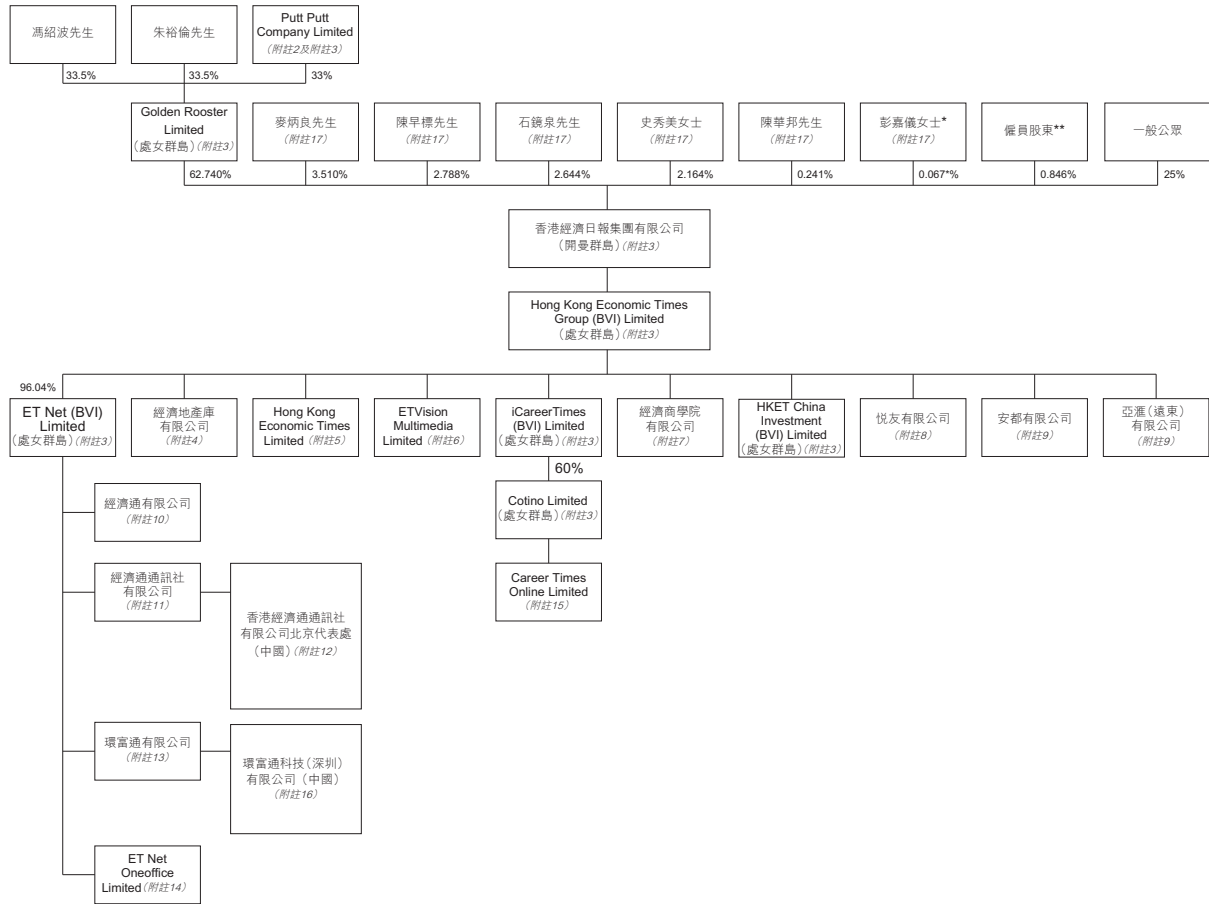 馮紹波先生
朱裕倫先生
Putt Putt
Company Limited
(附註2及附註3)
33.5%
33.5%
33%
Golden Rooster
Limited
(處女群島)(附註3)
麥炳良先生
(附註17)
陳早標先生
(附註17)
石鏡泉先生
(附註17)
史秀美女士
(附註17)
陳華邦先生
(附註17)
彭嘉儀女士*
(附註17)
僱員股東**
一般公眾
62.740%
3.510%
2.788%
2.644%
2.164%
0.241%
0.067*%
0.846%
25%
香港經濟日報集團有限公司
(開曼群島)(附註3)
Hong Kong Economic Times
Group (BVI) Limited
(處女群島)(附註3)
96.04%
ET Net (BVI)
Limited
(處女群島)(附註3)
經濟地產庫
有限公司
(附註4)
Hong Kong
Economic Times
Limited (附註5)
ETVision
Multimedia
Limited (附註6)
iCareerTimes
(BVI) Limited
(處女群島)(附註3)
經濟商學院
有限公司
(附註7)
HKET China
Investment
(BVI) Limited
(處女群島)(附註3)
悅友有限公司
(附註8)
安都有限公司
(附註9)
亞滙(遠東)
有限公司
(附註9)
60%
經濟通有限公司
(附註10)
Cotino Limited
(處女群島)(附註3)
經濟通通訊社
有限公司
(附註11)
香港經濟通通訊社
有限公司北京代表處
(中國)(附註12)
Career Times
Online Limited
(附註15)
環富通有限公司
(附註13)
環富通科技(深圳)
有限公司(中國)
(附註16)
ET Net
Oneoffice
Limited(附註14)